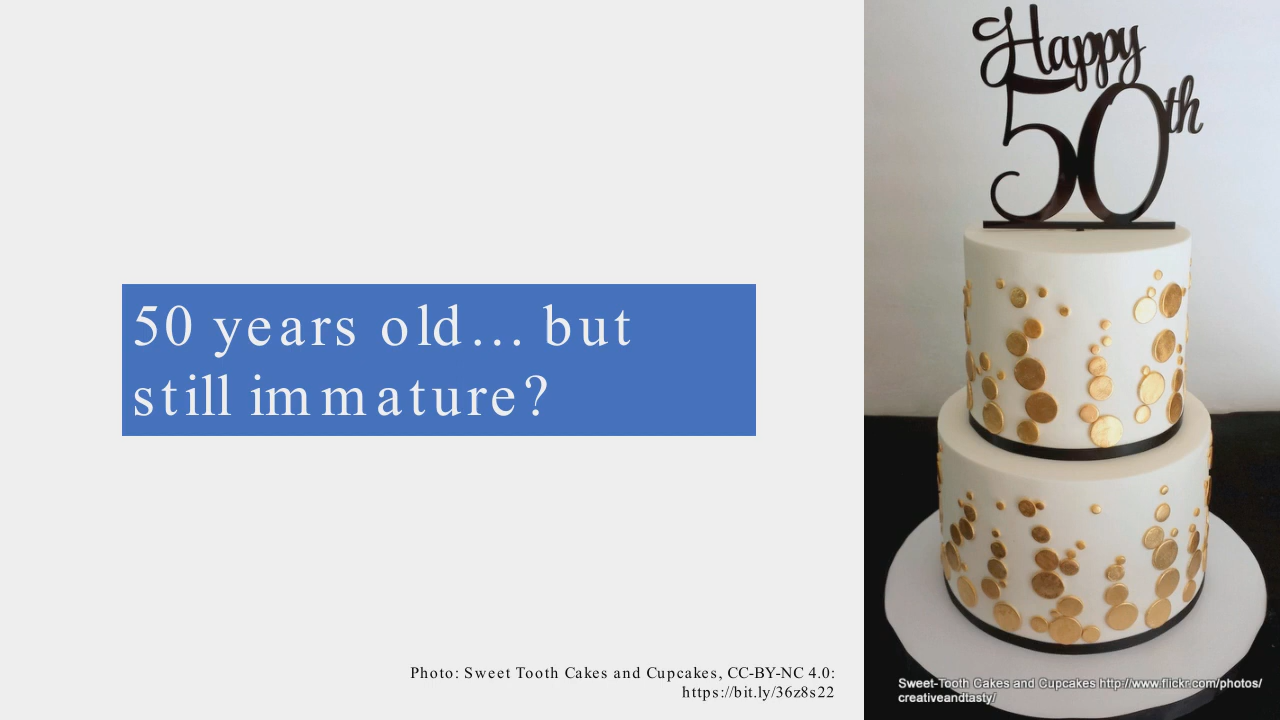 50 years old… but
still immature?
Photo: Sweet Tooth Cakes and Cupcakes, CC-BY-NC 4.0:
https://bit.ly/36z8s22
Happy
50th
Sweet-Tooth Cakes and Cupcakes http://www.flickr.com/photos/
creativeandtasty/